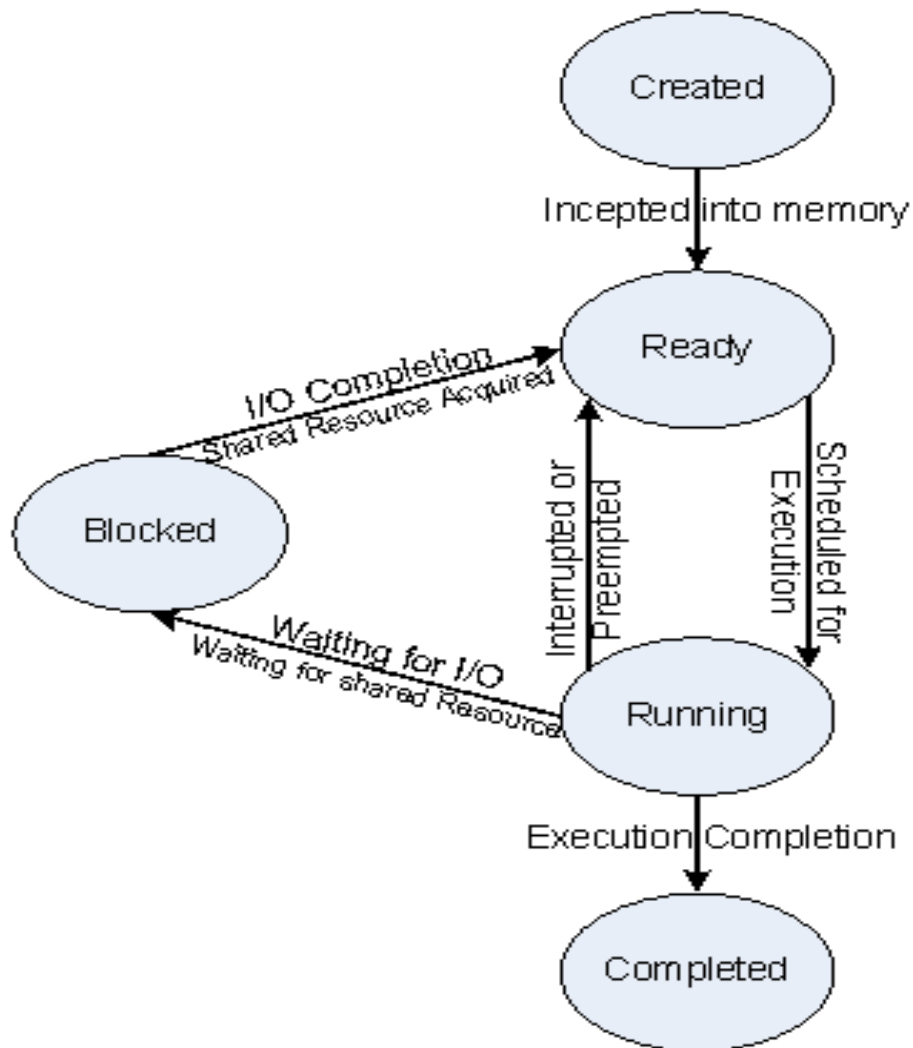 Created
Incepted into memory
Ready
I/O Completion
Shared Resource Acquired
Interrupted or
Preempted
Scheduled for
Execution
Blocked
Waiting for I/O
Waiting for shared Resource
Running
Execution Completion
Completed